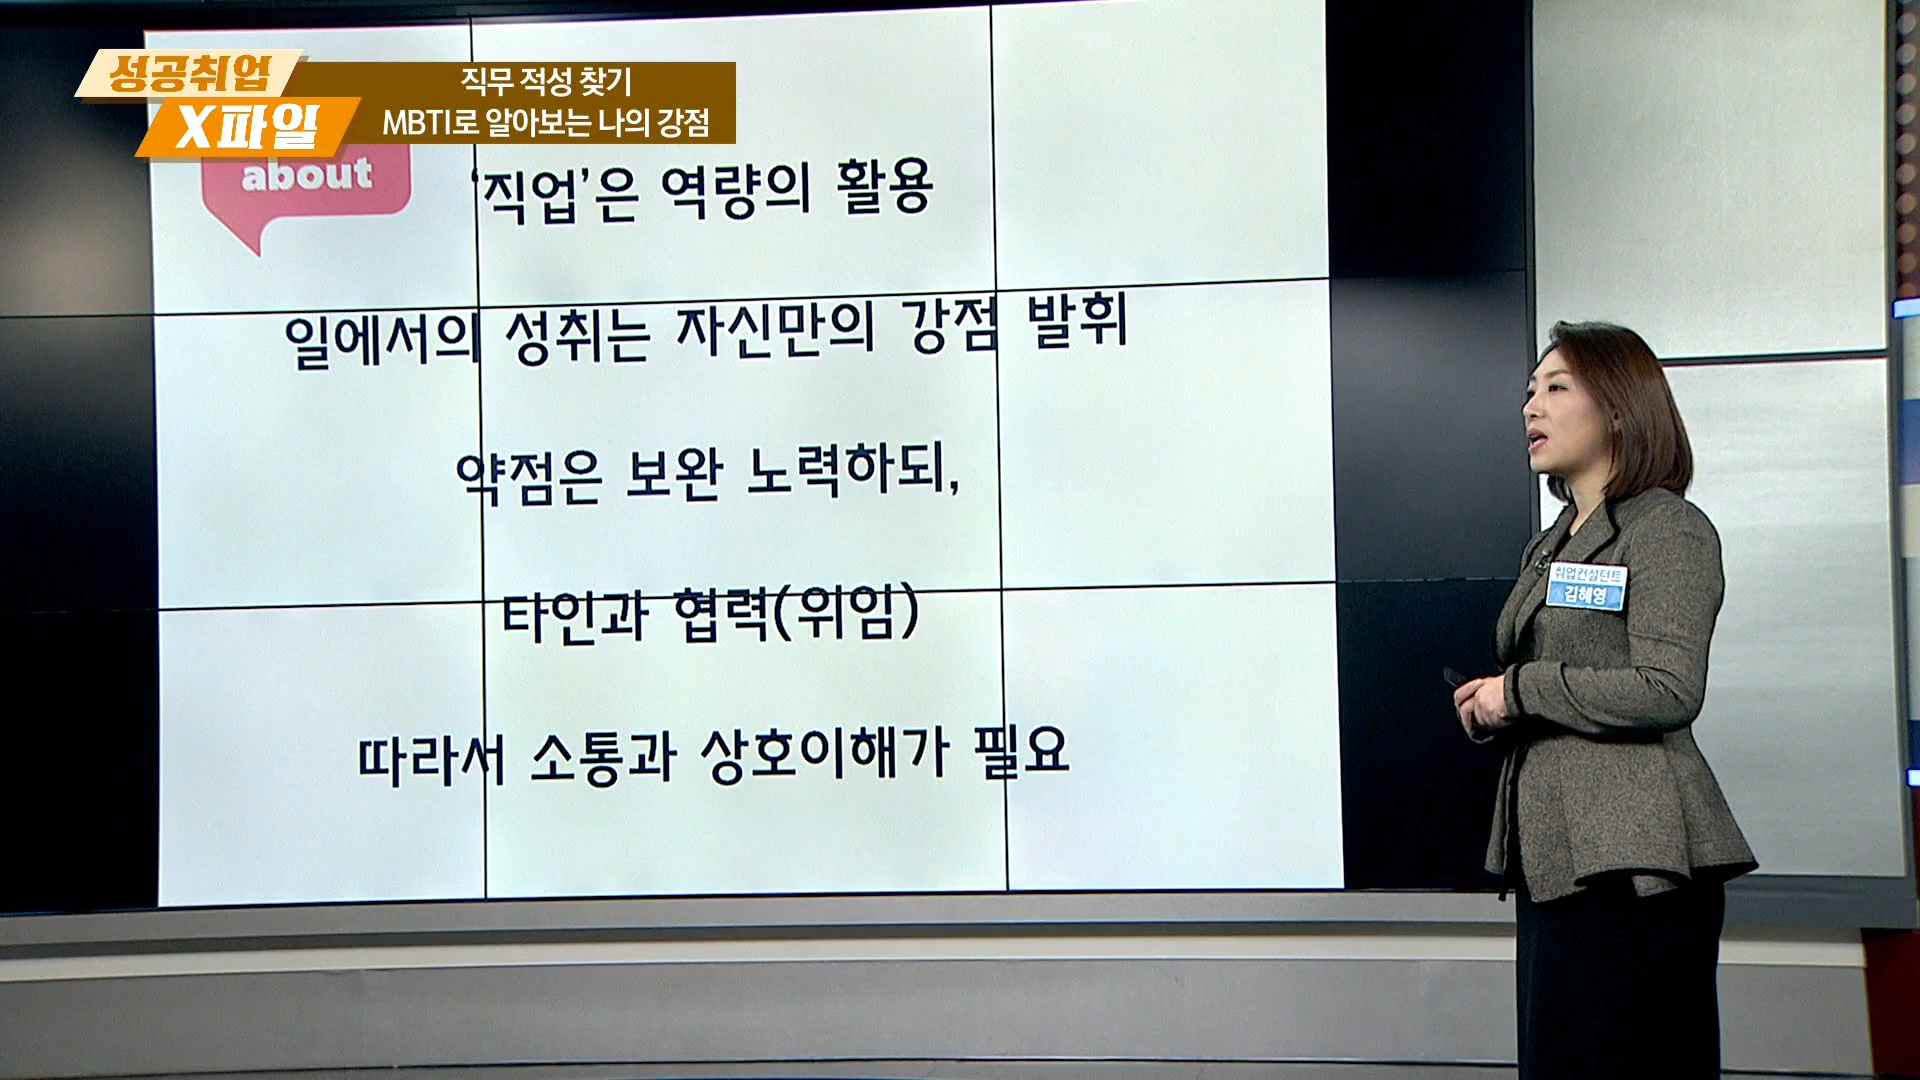 성공취업
X파일
직무 적성 찾기
MBTI로 알아보는 나의 강점
about
‘직업’은 역량의 활용
일에서의 성취는 자신만의 강점 발휘
약점은 보완 노력하되,
타인과 협력(위임)
따라서 소통과 상호이해가 필요
취업컨설턴트
김혜영